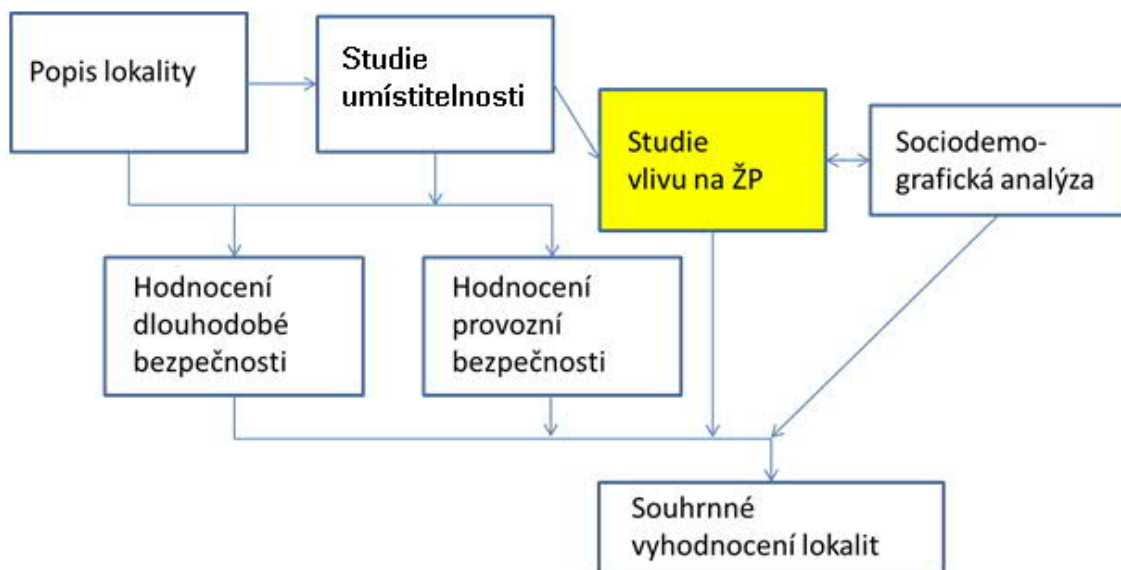 Popis lokality
Studie
umístitelnosti
Studie
vlivu na ŽP
Sociodemo-
grafická analýza
Hodnocení
dlouhodobé
bezpečnosti
Hodnocení
provozní
bezpečnosti
Souhrnné
vyhodnocení lokalit